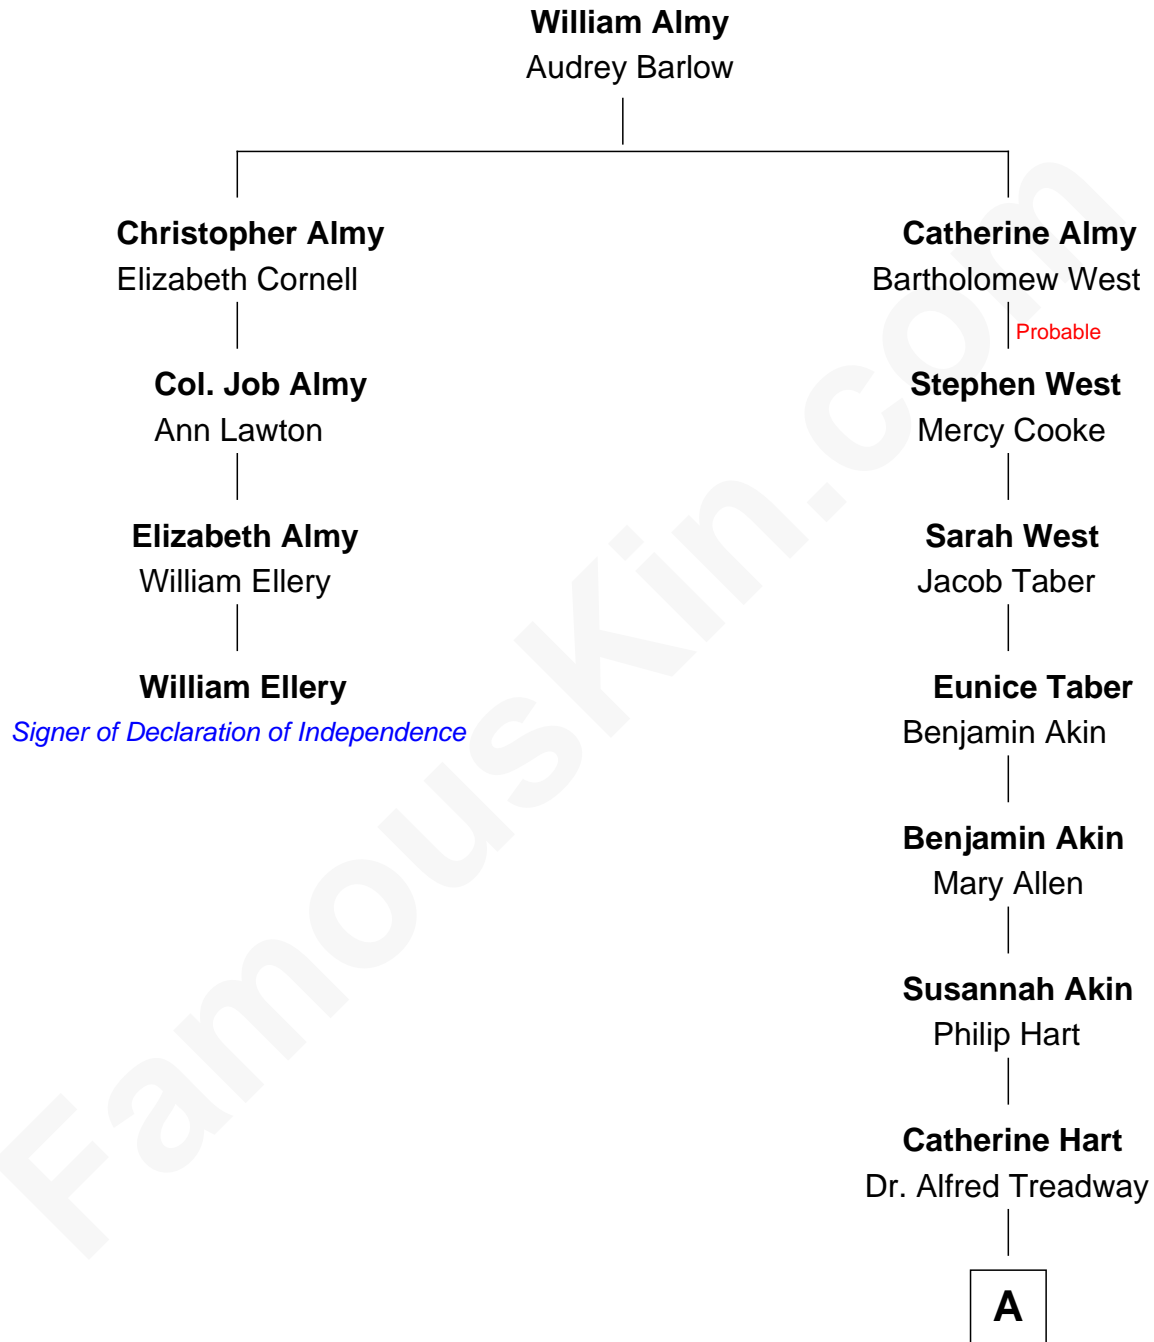 William Almy
Audrey Barlow
Christopher Almy
Elizabeth Cornell
Catherine Almy
Bartholomew West
Probable
Col. Job Almy
Ann Lawton
Stephen West
Mercy Cooke
Elizabeth Almy
William Ellery
Sarah West
Jacob Taber
William Ellery
Signer of Declaration of Independence
Eunice Taber
Benjamin Akin
Benjamin Akin
Mary Allen
Susannah Akin
Philip Hart
Catherine Hart
Dr. Alfred Treadway
A
FamousKin.com